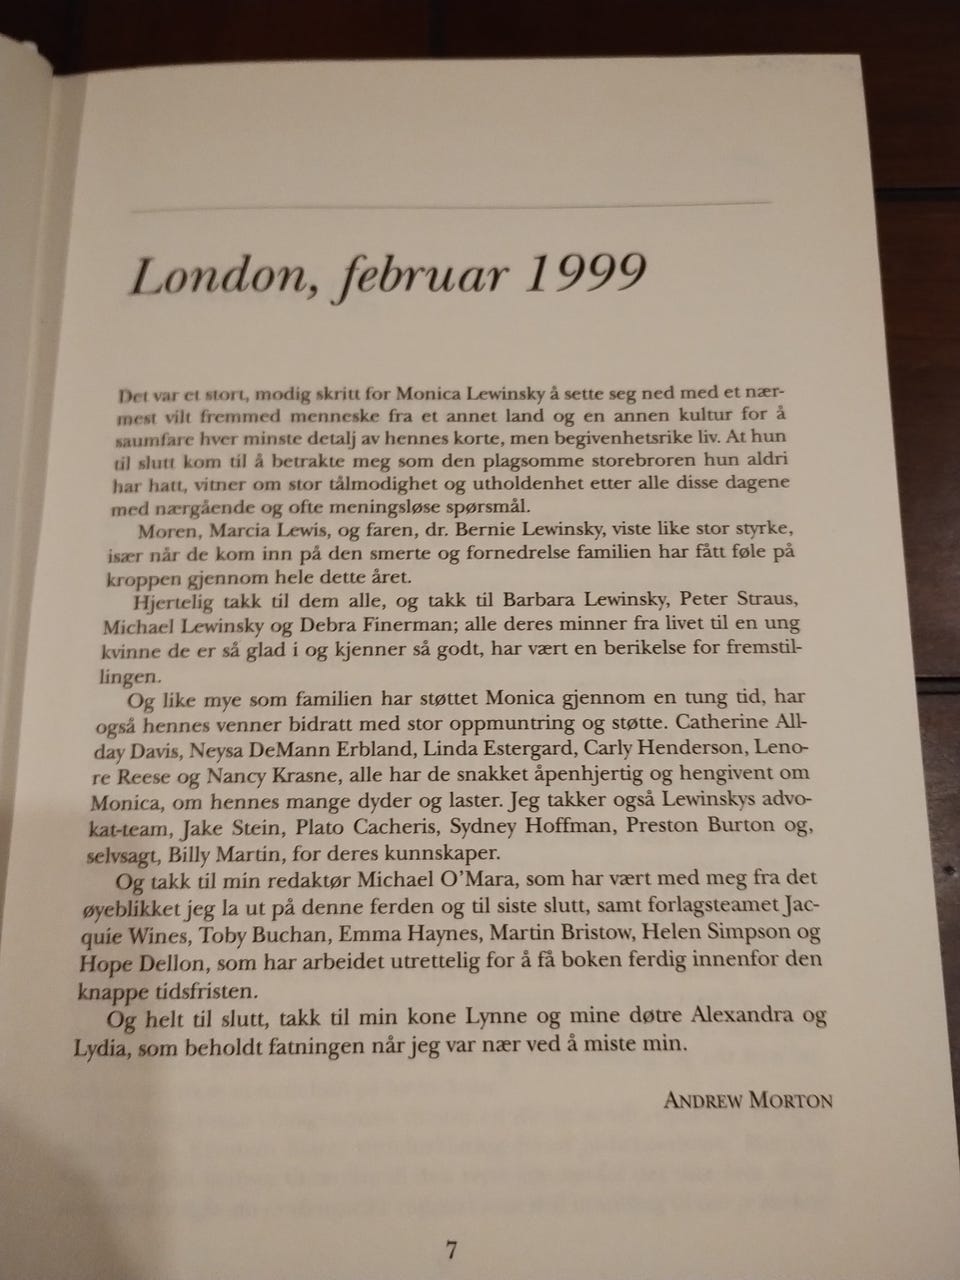 London, februar 1999
Det var et stort, modig skritt for Monica Lewinsky å sette seg ned med et nær-
mest vilt fremmed menneske fra et annet land og en annen kultur for å
saumfare hver minste detalj av hennes korte, men begivenhetsrike liv. At hun
til slutt kom til å betrakte meg som den plagsomme storebroren hun aldri
har hatt, vitner om stor tålmodighet og utholdenhet etter alle disse dagene
med nærgående og ofte meningsløse spørsmål.
Moren, Marcia Lewis, og faren, dr. Bernie Lewinsky, viste like stor styrke,
især når de kom inn på den smerte og fornedrelse familien har fått føle på
kroppen gjennom hele dette året.
Hjertelig takk til dem alle, og takk til Barbara Lewinsky, Peter Straus,
Michael Lewinsky og Debra Finerman; alle deres minner fra livet til en ung
kvinne de er så glad i og kjenner så godt, har vært en berikelse for fremstil-
lingen.
Og like mye som familien har støttet Monica gjennom en tung tid, har
også hennes venner bidratt med stor oppmuntring og støtte. Catherine All-
day Davis, Neysa DeMann Erbland, Linda Estergard, Carly Henderson, Leno-
re Reese og Nancy Krasne, alle har de snakket åpenhjertig og hengivent om
Monica, om hennes mange dyder og laster. Jeg takker også Lewinskys advo-
kat-team, Jake Stein, Plato Cacheris, Sydney Hoffman, Preston Burton og,
selvsagt, Billy Martin, for deres kunnskaper.
Og takk til min redaktør Michael O'Mara, som har vært med meg fra det
øyeblikket jeg la ut på denne ferden og til siste slutt, samt forlagsteamet Jac-
quie Wines, Toby Buchan, Emma Haynes, Martin Bristow, Helen Simpson og
Hope Dellon, som har arbeidet utrettelig for å få boken ferdig innenfor den
knappe tidsfristen.
Og helt til slutt, takk til min kone Lynne og mine døtre Alexandra og
Lydia, som beholdt fatningen når jeg var nær ved å miste min.
ANDREW MORTON
7